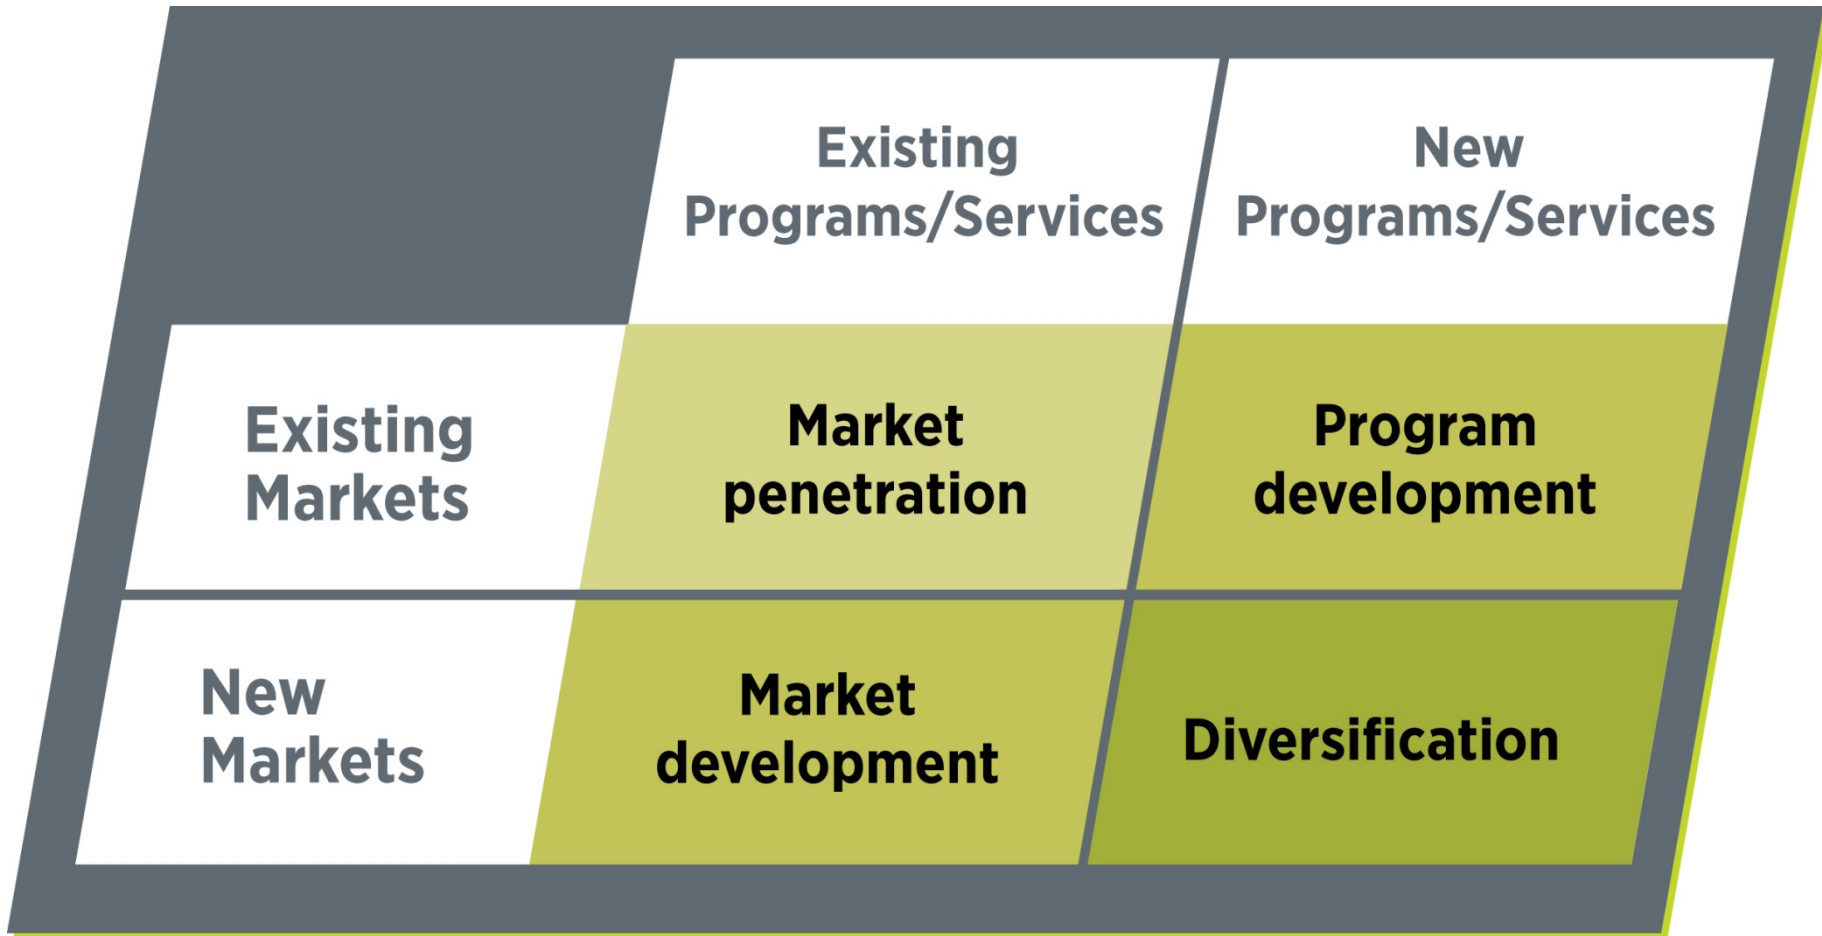 Existing
Programs/Services
New
Programs/Services
Existing
Markets
Market
penetration
Program
development
New
Markets
Market
development
Diversification